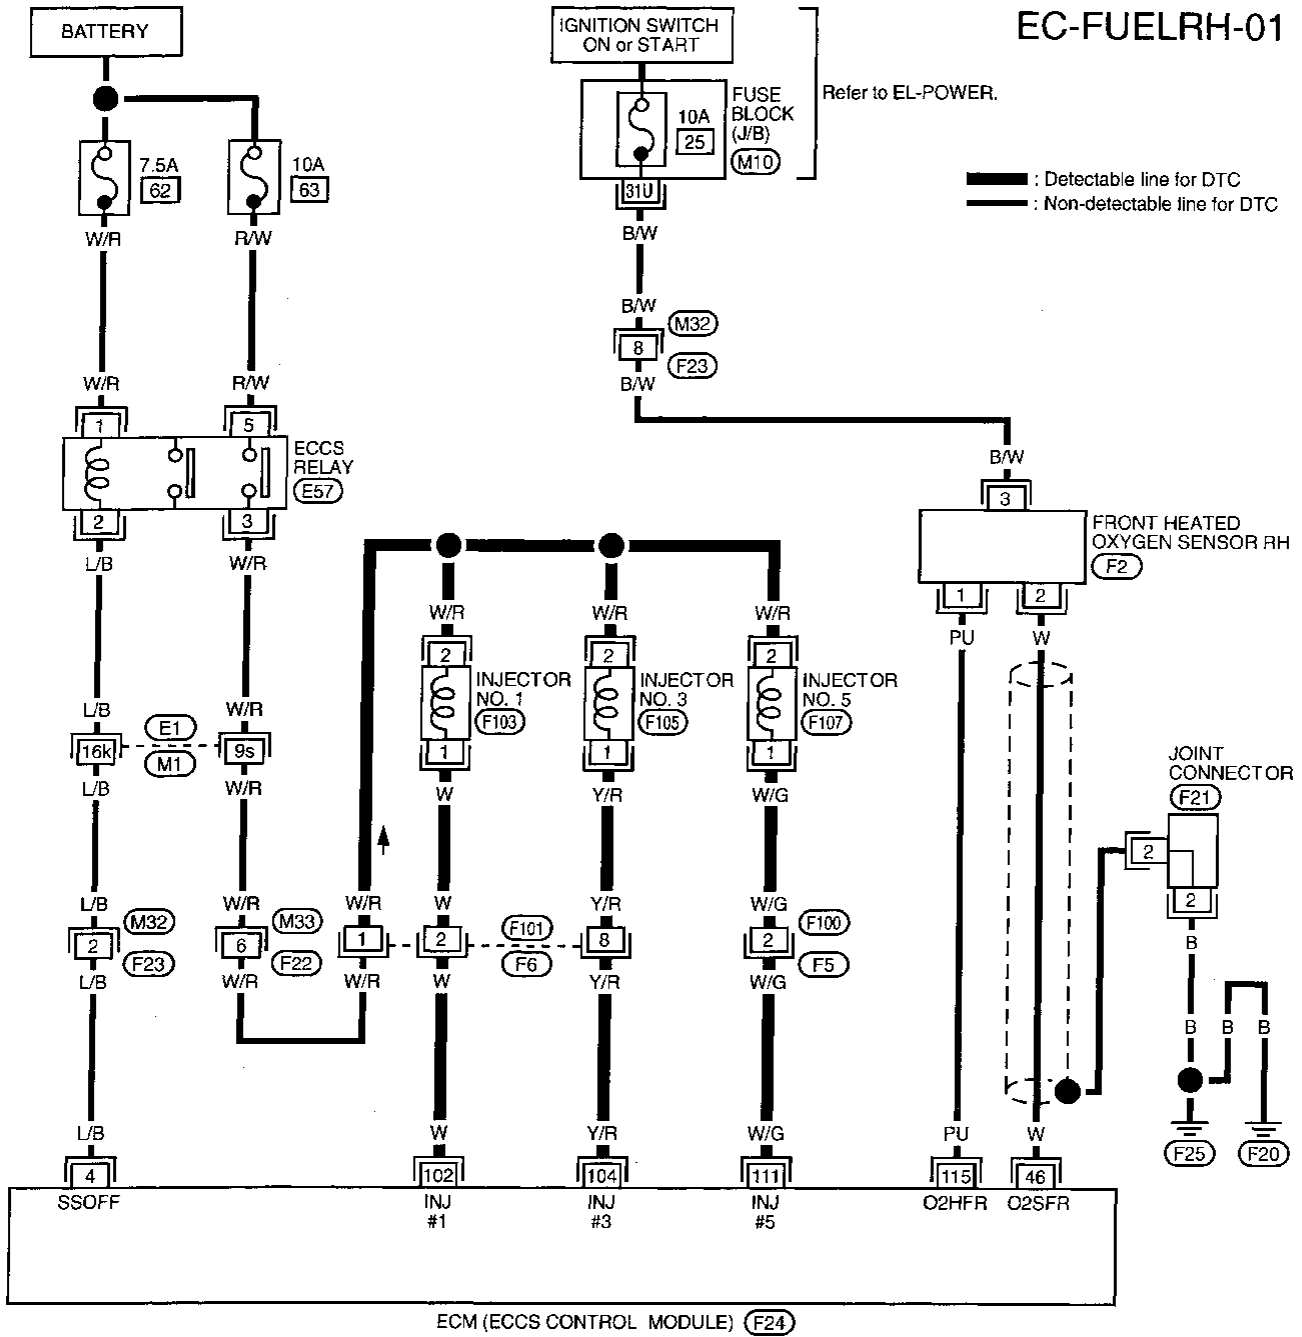 EC-FUELRH-01
BATTERY
IGNITION SWITCH
ON or START
Refer to EL-POWER.
FUSE
BLOCK
(J/B)
M10
10A
25
31U
7.5A
62
10A
63
: Detectable line for DTC
: Non-detectable line for DTC
W/R
R/W
B/W
B/W
M32
8
F23
B/W
W/R
R/W
1
5
ECCS
RELAY
E57
2
3
L/B
W/R
B/W
3
FRONT HEATED
OXYGEN SENSOR RH
F2
1
2
PU
W
W/R
W/R
W/R
2
2
2
INJECTOR
NO. 1
F103
INJECTOR
NO. 3
F105
INJECTOR
NO. 5
F107
1
1
1
L/B
W/R
E1
16k
9s
M1
L/B
W/R
W
Y/R
W/G
JOINT
CONNECTOR
F21
2
2
L/B
W/R
W/R
W
Y/R
W/G
M32
M33
F101
F100
2
6
1
2
8
2
F23
F22
F6
F5
L/B
W/R
W/R
W
Y/R
W/G
B
B
B
B
L/B
W
Y/R
W/G
PU
W
F25
F20
4
102
104
111
115
46
SSOFF
INJ
#1
INJ
#3
INJ
#5
O2HFR
O2SFR
ECM (ECCS CONTROL MODULE)
F24